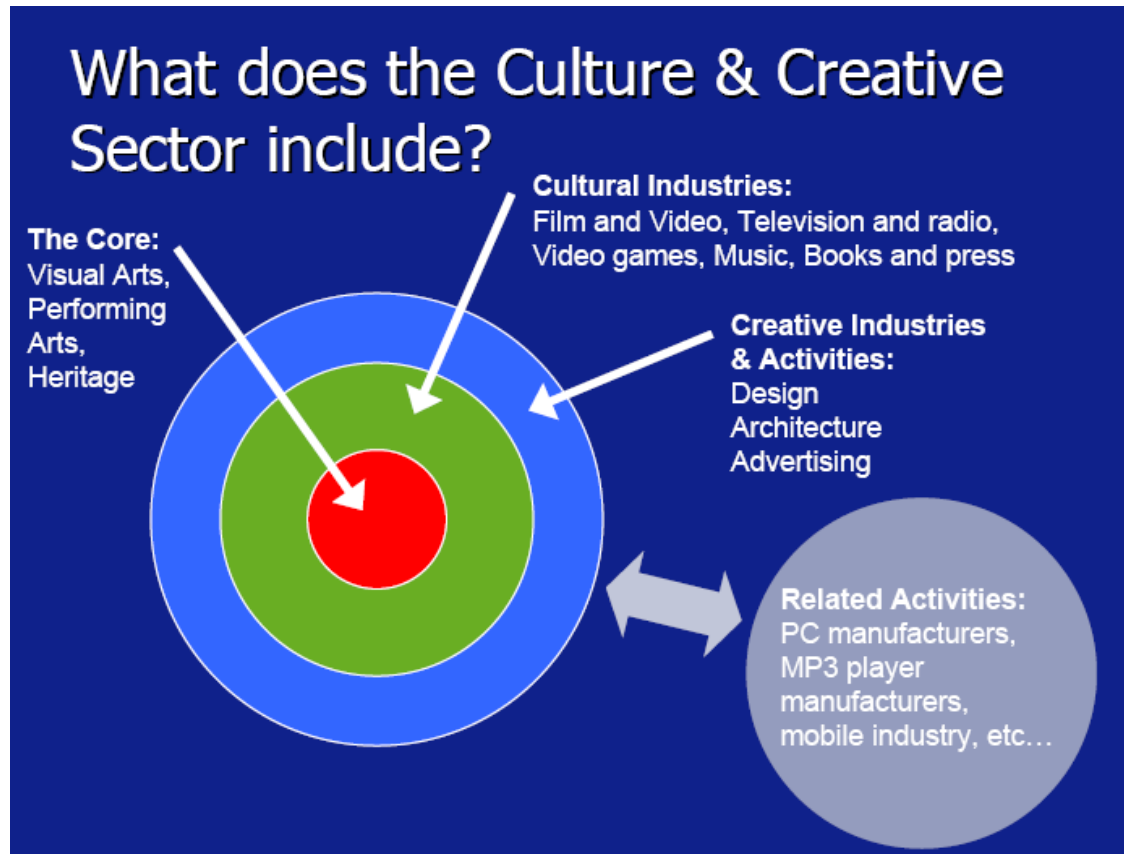 What does the Culture & Creative
Sector include?
The Core:
Visual Arts,
Performing
Arts,
Heritage
Cultural Industries:
Film and Video, Television and radio,
Video games, Music, Books and press
Creative Industries
& Activities:
Design
Architecture
Advertising
Related Activities:
PC manufacturers,
MP3 player
manufacturers,
mobile industry, etc…